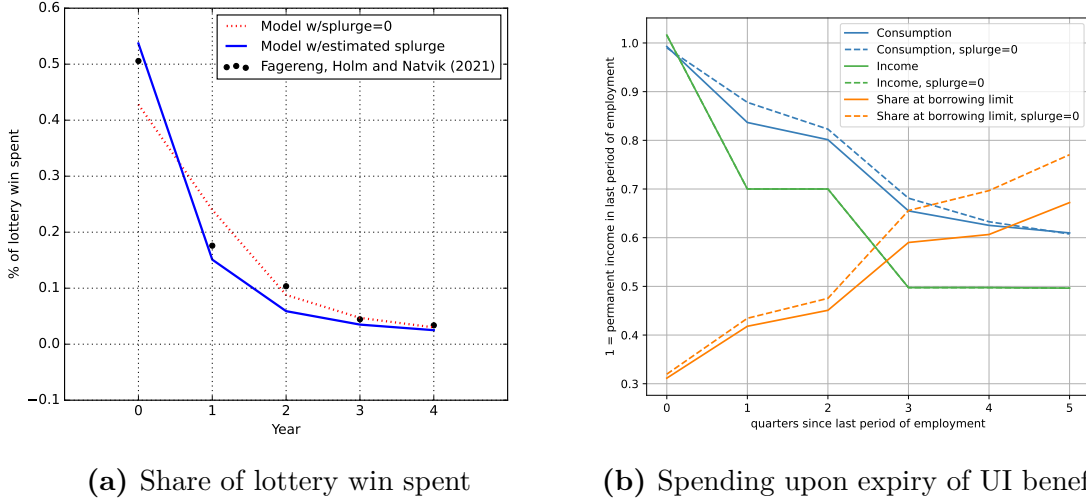 Model w/splurge=0
Model w/estimated splurge
Fagereng, Holm and Natvik (2021)
% of lottery win spent
0.6
0.5
0.4
0.3
0.2
0.1
0.0
−0.1
0 1 2 3 4
Year
(a) Share of lottery win spent
Consumption
Consumption, splurge=0
Income
Income, splurge=0
Share at borrowing limit
Share at borrowing limit, splurge=0
1 = permanent income in last period of employment
1.0
0.9
0.8
0.7
0.6
0.5
0.4
0.3
0 1 2 3 4 5
quarters since last period of employment
(b) Spending upon expiry of UI benef